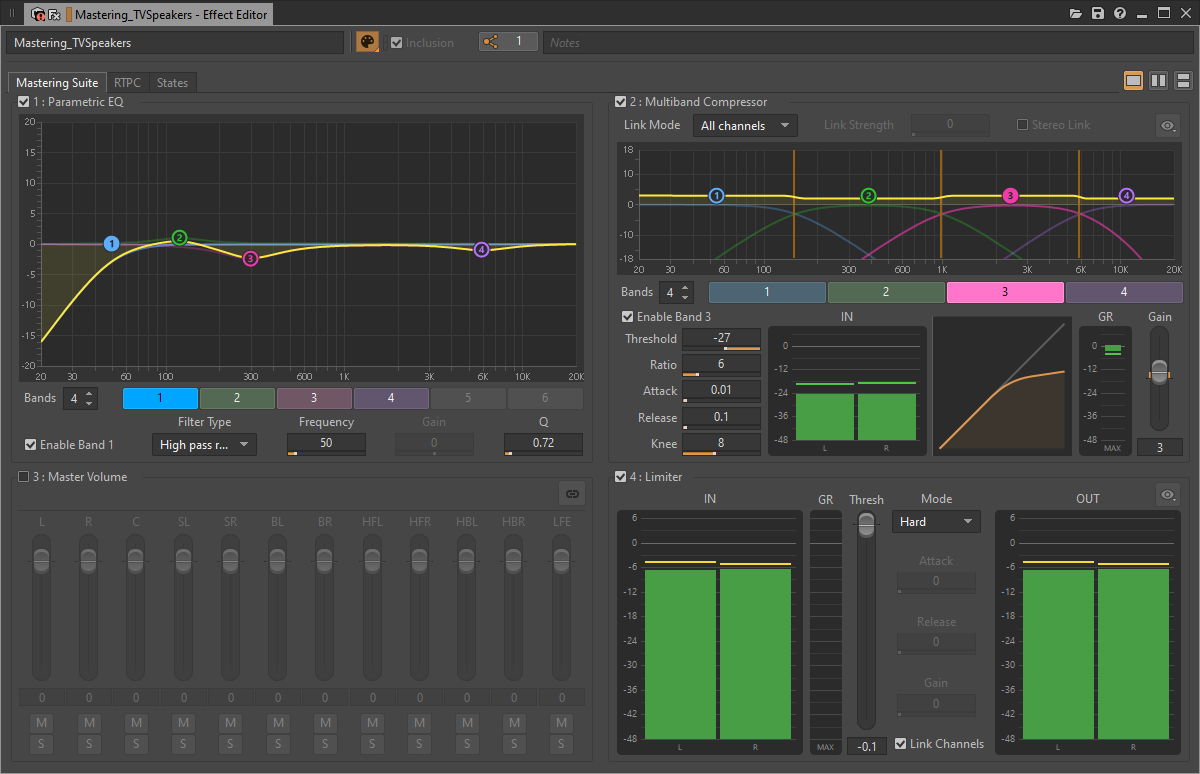 Mastering_TVSpeakers - Effect Editor
Mastering_TVSpeakers
Inclusion
1
Notes
Mastering Suite RTPC States
1 : Parametric EQ
20
15
10
5
0
-5
-10
-15
-20
1 2 3 4
20 30 60 100 300 600 1K 3K 6K 10K 20K
Bands 4 1 2 3 4 5 6
Filter Type Frequency Gain Q
Enable Band 1 High pass r... 50 0 0.72
2 : Multiband Compressor
Link Mode All channels Link Strength 0 Stereo Link
18
10
0
-10
-18
1 2 3 4
20 30 60 100 300 600 1K 3K 6K 10K 20K
Bands 4 1 2 3 4
Enable Band 3 IN GR Gain
Threshold -27
Ratio 6
Attack 0.01
Release 0.1
Knee 8
0
-12
-24
-36
-48
L R
0
-12
-24
-36
-48
MAX
3
3 : Master Volume
L R C SL SR BL BR HFL HFR HBL HBR LFE
0 0 0 0 0 0 0 0 0 0 0 0
M M M M M M M M M M M M
S S S S S S S S S S S S
4 : Limiter
IN GR Thresh Mode OUT
6
0
-6
-12
-18
-24
-30
-36
-42
-48
L R
MAX
-0.1
Hard
Attack
0
Release
0
Gain
0
Link Channels
6
0
-6
-12
-18
-24
-30
-36
-42
-48
L R